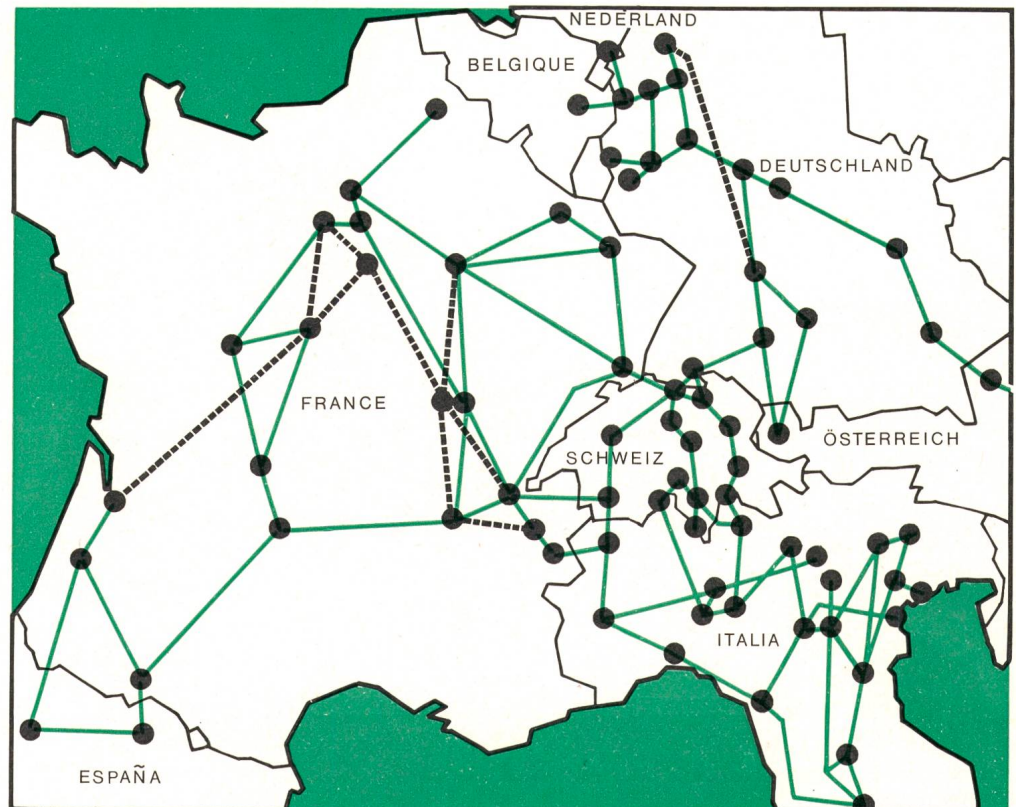 NEDERLAND
BELGIQUE
DEUTSCHLAND
FRANCE
ÖSTERREICH
SCHWEIZ
ITALIA
ESPAÑA